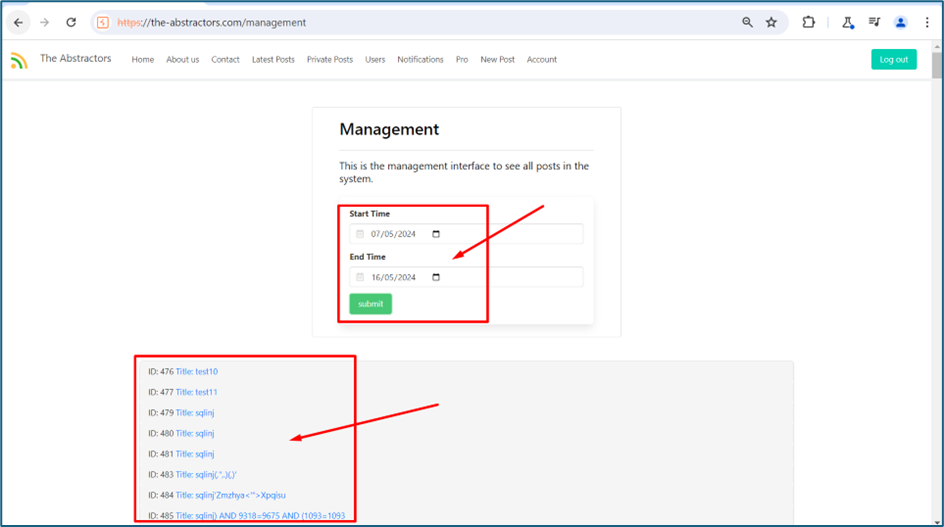 https://the-abstractors.com/management
The Abstractors Home About us Contact Latest Posts Private Posts Users Notifications Pro New Post Account Log out
Management
This is the management interface to see all posts in the
system.
Start Time
07/05/2024
End Time
16/05/2024
submit
ID: 476 Title: test10
ID: 477 Title: test11
ID: 479 Title: sqlinj
ID: 480 Title: sqlinj
ID: 481 Title: sqlinj
ID: 483 Title: sqlinj(,"..)(,)'
ID: 484 Title: sqlinj'Zmzhya<'">Xpqisu
ID: 485 Title: sqlinj) AND 9318=9675 AND (1093=1093